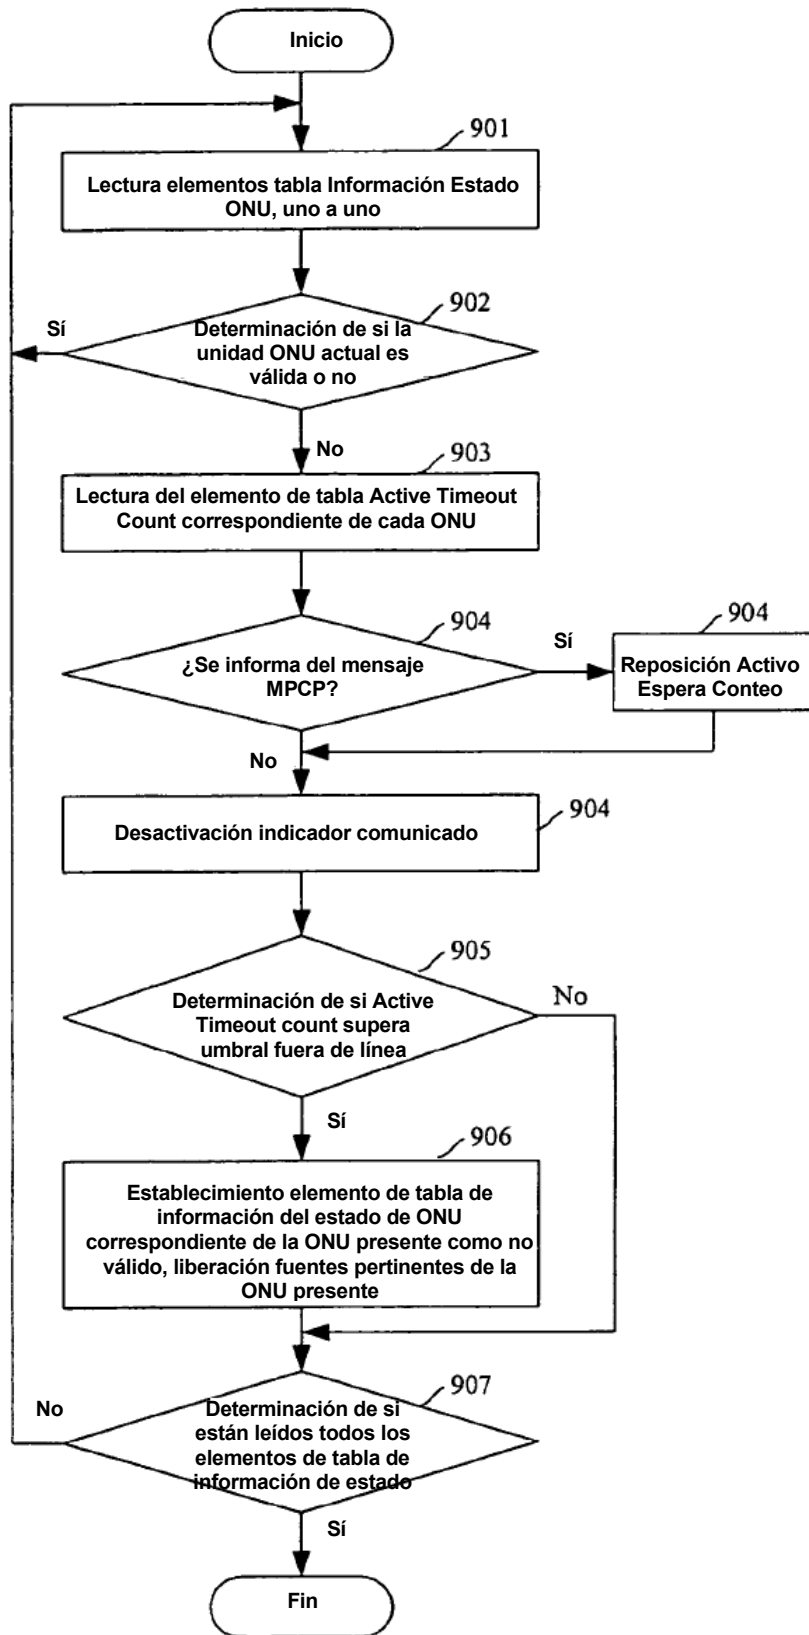 Inicio
901
Lectura elementos tabla Información Estado
ONU, uno a uno
902
Sí
Determinación de si la
unidad ONU actual es
válida o no
No
903
Lectura del elemento de tabla Active Timeout
Count correspondiente de cada ONU
904
¿Se informa del mensaje
MPCP?
Sí
904
Reposición Activo
Espera Conteo
No
904
Desactivación indicador comunicado
905
Determinación de si Active
Timeout count supera
umbral fuera de línea
No
Sí
906
Establecimiento elemento de tabla de
información del estado de ONU
correspondiente de la ONU presente como no
válido, liberación fuentes pertinentes de la
ONU presente
907
No
Determinación de si
están leídos todos los
elementos de tabla de
información de estado
Sí
Fin